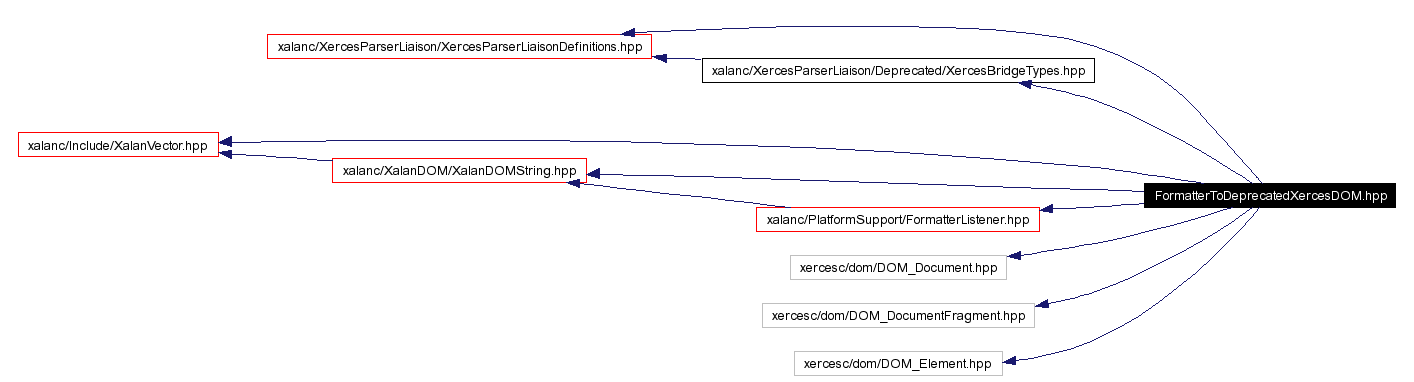 xalanc/XercesParserLiaison/XercesParserLiaisonDefinitions.hpp
xalanc/XercesParserLiaison/Deprecated/XercesBridgeTypes.hpp
xalanc/Include/XalanVector.hpp
xalanc/XalanDOM/XalanDOMString.hpp
FormatterToDeprecatedXercesDOM.hpp
xalanc/PlatformSupport/FormatterListener.hpp
xercesc/dom/DOM_Document.hpp
xercesc/dom/DOM_DocumentFragment.hpp
xercesc/dom/DOM_Element.hpp